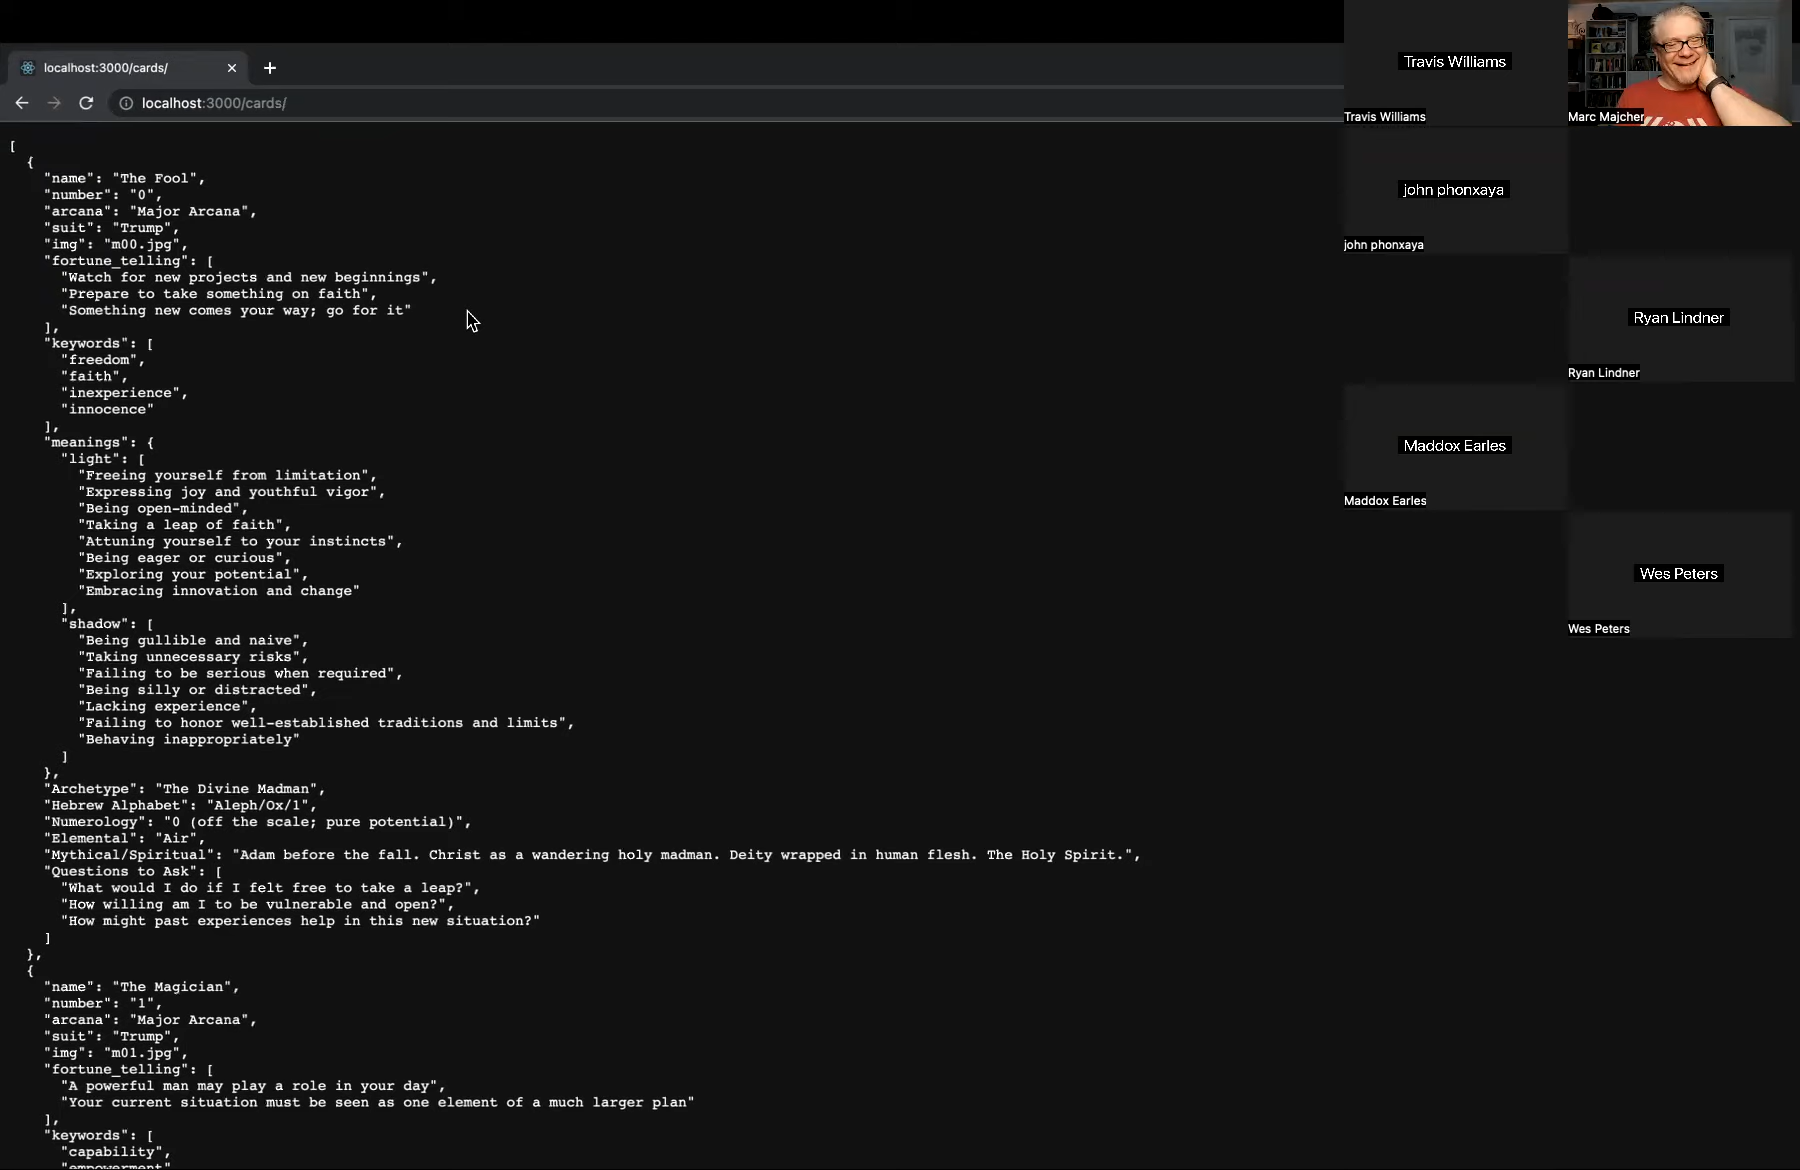 localhost:3000/cards/
localhost:3000/cards/
[
{
"name": "The Fool",
"number": "0",
"arcana": "Major Arcana",
"suit": "Trump",
"img": "m00.jpg",
"fortune_telling": [
"Watch for new projects and new beginnings",
"Prepare to take something on faith",
"Something new comes your way; go for it"
],
"keywords": [
"freedom",
"faith",
"inexperience",
"innocence"
],
"meanings": {
"light": [
"Freeing yourself from limitation",
"Expressing joy and youthful vigor",
"Being open-minded",
"Taking a leap of faith",
"Attuning yourself to your instincts",
"Being eager or curious",
"Exploring your potential",
"Embracing innovation and change"
],
"shadow": [
"Being gullible and naive",
"Taking unnecessary risks",
"Failing to be serious when required",
"Being silly or distracted",
"Lacking experience",
"Failing to honor well-established traditions and limits",
"Behaving inappropriately"
]
},
"Archetype": "The Divine Madman",
"Hebrew Alphabet": "Aleph/Ox/1",
"Numerology": "0 (off the scale; pure potential)",
"Elemental": "Air",
"Mythical/Spiritual": "Adam before the fall. Christ as a wandering holy madman. Deity wrapped in human flesh. The Holy Spirit.",
"Questions to Ask": [
"What would I do if I felt free to take a leap?",
"How willing am I to be vulnerable and open?",
"How might past experiences help in this new situation?"
]
},
{
"name": "The Magician",
"number": "1",
"arcana": "Major Arcana",
"suit": "Trump",
"img": "m01.jpg",
"fortune_telling": [
"A powerful man may play a role in your day",
"Your current situation must be seen as one element of a much larger plan"
],
"keywords": [
"capability",
"empowerment"
Travis Williams
Travis Williams
Marc Majcher
john phonxaya
john phonxaya
Ryan Lindner
Ryan Lindner
Maddox Earles
Maddox Earles
Wes Peters
Wes Peters